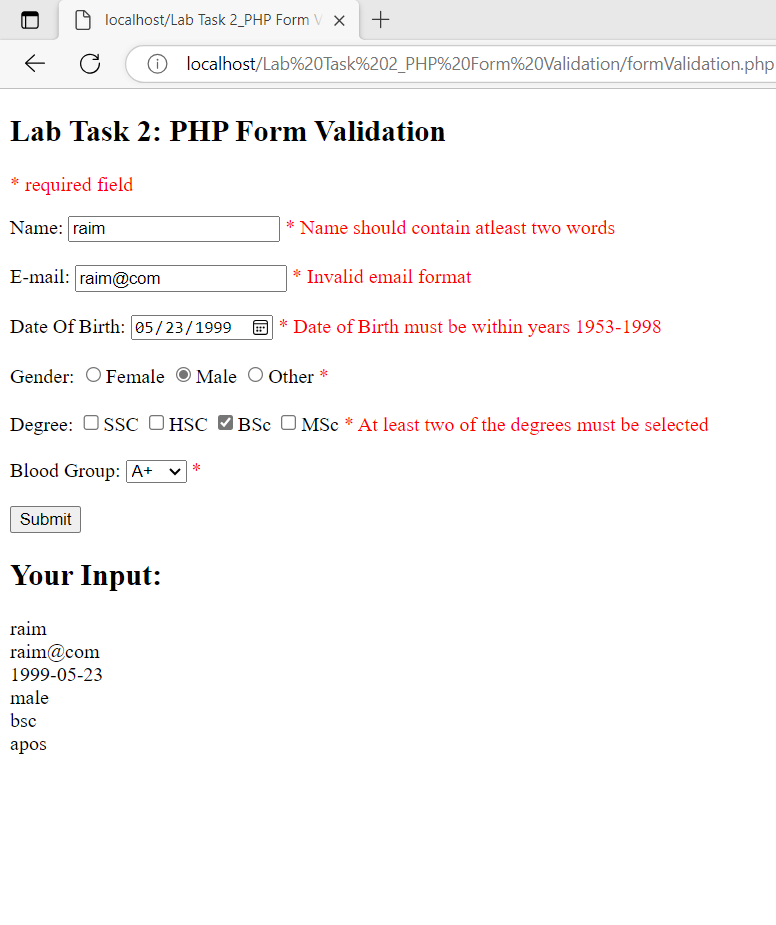 localhost/Lab Task 2_PHP Form V
localhost/Lab%20Task%202_PHP%20Form%20Validation/formValidation.php
Lab Task 2: PHP Form Validation
* required field
Name: raim * Name should contain atleast two words
E-mail: raim@com * Invalid email format
Date Of Birth: 05/23/1999 * Date of Birth must be within years 1953-1998
Gender: Female Male Other *
Degree: SSC HSC BSc MSc * At least two of the degrees must be selected
Blood Group: A+ *
Submit
Your Input:
raim
raim@com
1999-05-23
male
bsc
apos